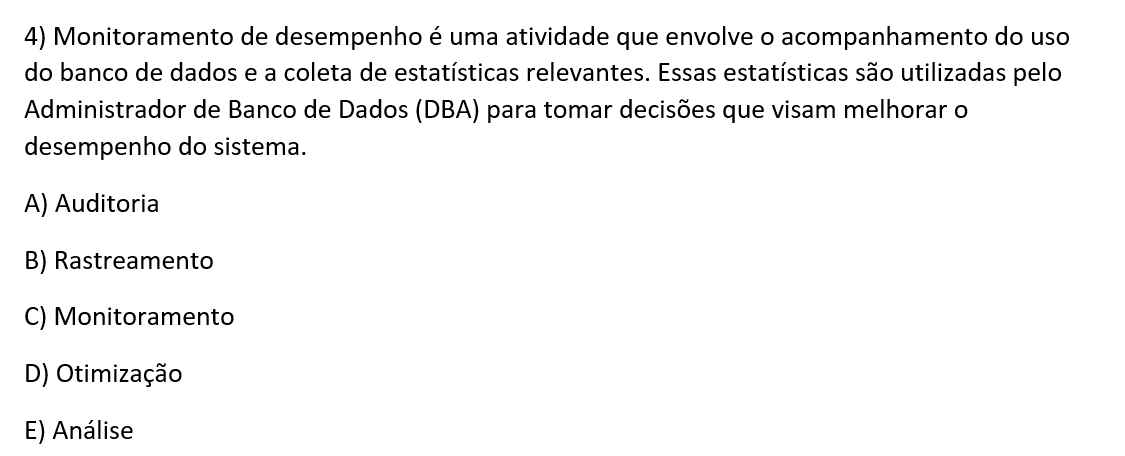 4) Monitoramento de desempenho é uma atividade que envolve o acompanhamento do uso
do banco de dados e a coleta de estatísticas relevantes. Essas estatísticas são utilizadas pelo
Administrador de Banco de Dados (DBA) para tomar decisões que visam melhorar o
desempenho do sistema.
A) Auditoria
B) Rastreamento
C) Monitoramento
D) Otimização
E) Análise